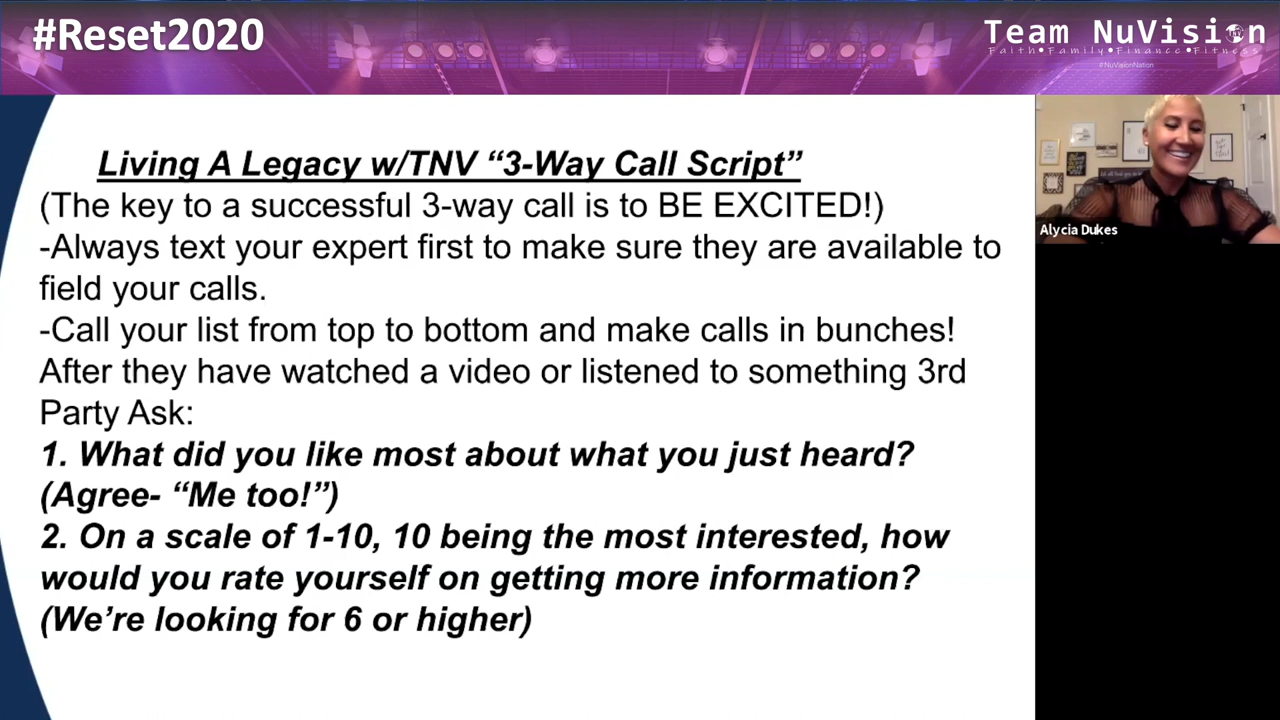 #Reset2020
Team NuVision
Faith•Family•Finance•Fitness
#NuVisionNation
Living A Legacy w/TNV “3-Way Call Script”
(The key to a successful 3-way call is to BE EXCITED!)
-Always text your expert first to make sure they are available to
field your calls.
-Call your list from top to bottom and make calls in bunches!
After they have watched a video or listened to something 3rd
Party Ask:
1. What did you like most about what you just heard?
(Agree- “Me too!”)
2. On a scale of 1-10, 10 being the most interested, how
would you rate yourself on getting more information?
(We’re looking for 6 or higher)
Alycia Dukes